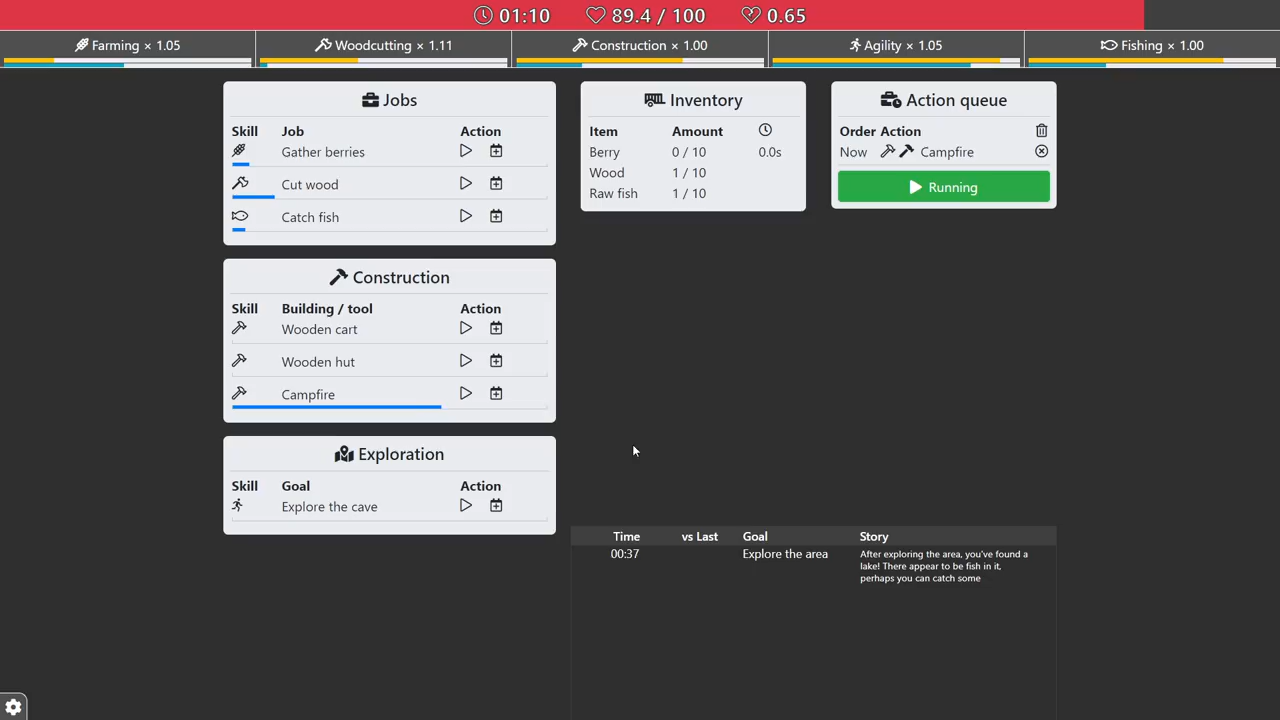 01:10 89.4 / 100 0.65
Farming × 1.05 Woodcutting × 1.11 Construction × 1.00 Agility × 1.05 Fishing × 1.00
Jobs
Skill Job Action
Gather berries
Cut wood
Catch fish
Construction
Skill Building / tool Action
Wooden cart
Wooden hut
Campfire
Exploration
Skill Goal Action
Explore the cave
Inventory
Item Amount
Berry 0 / 10 0.0s
Wood 1 / 10
Raw fish 1 / 10
Action queue
Order Action
Now Campfire
Running
Time vs Last Goal Story
00:37 Explore the area After exploring the area, you've found a
lake! There appear to be fish in it,
perhaps you can catch some